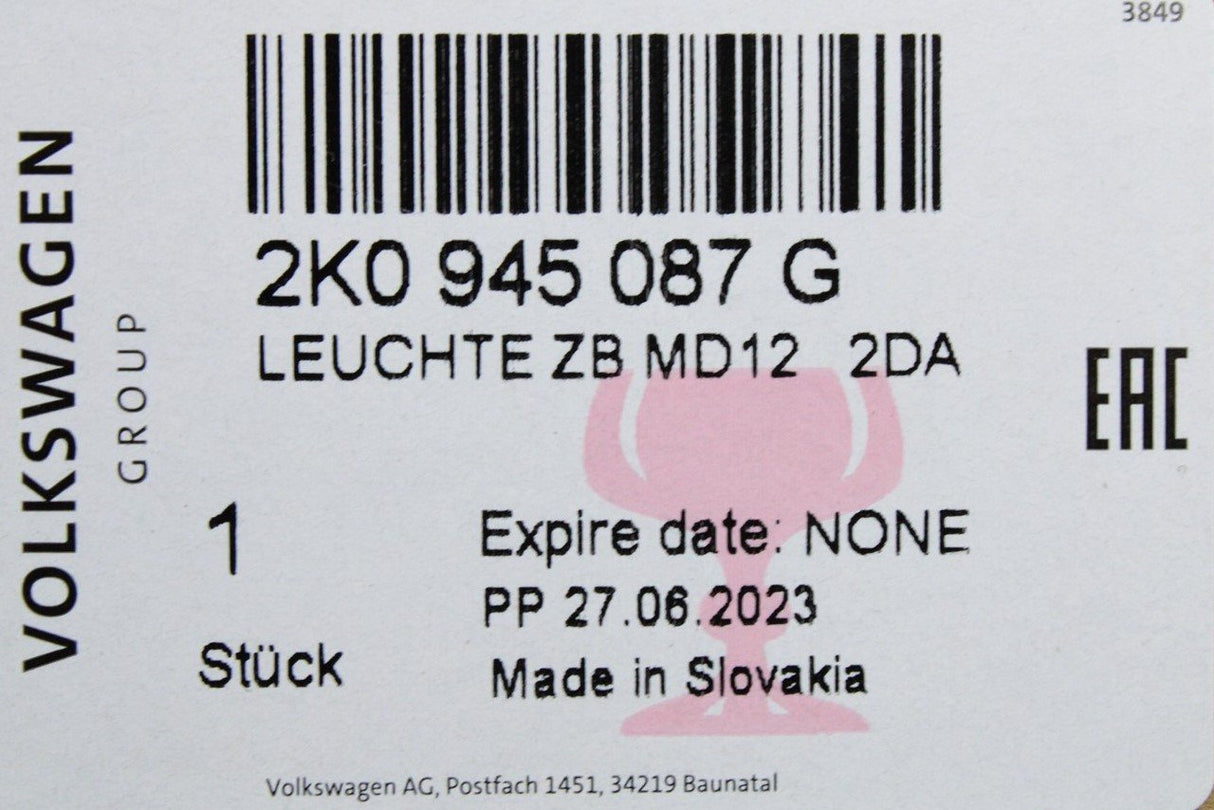 3849
VOLKSWAGEN
GROUP
2K0 945 087 G
LEUCHTE ZB MD12 2DA
EAC
1
Stück
Expire date: NONE
PP 27.06.2023
Made in Slovakia
Volkswagen AG, Postfach 1451, 34219 Baunatal